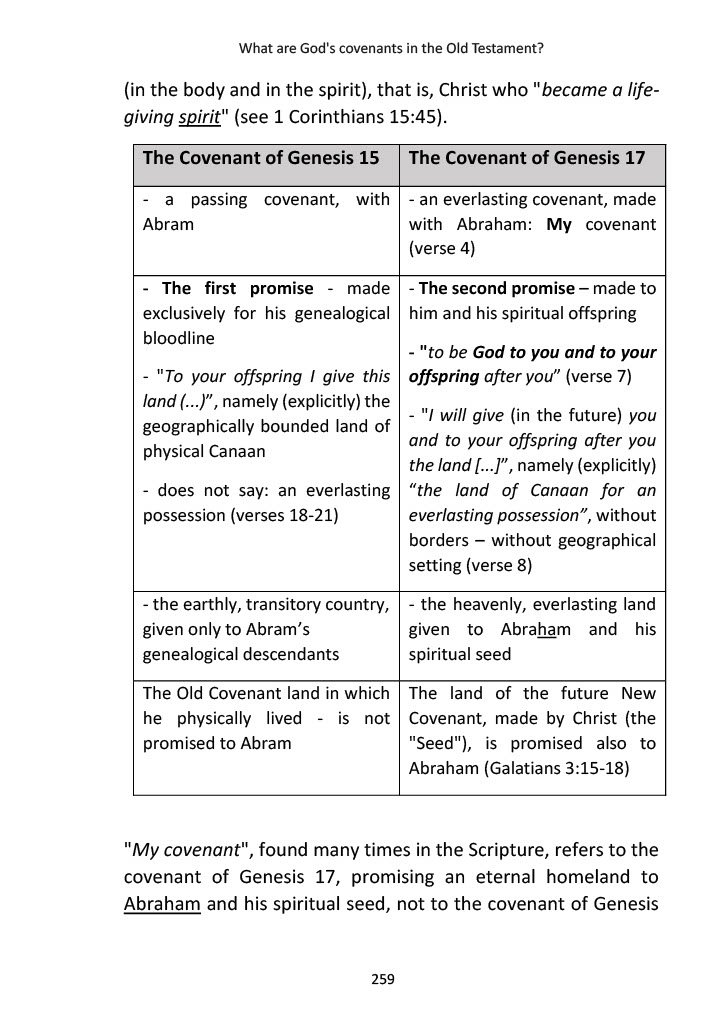 What are God's covenants in the Old Testament?
(in the body and in the spirit), that is, Christ who "became a life-
giving spirit" (see 1 Corinthians 15:45).
The Covenant of Genesis 15
- a passing covenant, with
Abram
- The first promise - made
exclusively for his genealogical
bloodline
- "To your offspring I give this
land (...)”, namely (explicitly) the
geographically bounded land of
physical Canaan
- does not say: an everlasting
possession (verses 18-21)
- the earthly, transitory country,
given only to Abram’s
genealogical descendants
The Old Covenant land in which
he physically lived - is not
promised to Abram
The Covenant of Genesis 17
- an everlasting covenant, made
with Abraham: My covenant
(verse 4)
- The second promise – made to
him and his spiritual offspring
- "to be God to you and to your
offspring after you” (verse 7)
- "I will give (in the future) you
and to your offspring after you
the land [...]”, namely (explicitly)
“the land of Canaan for an
everlasting possession”, without
borders – without geographical
setting (verse 8)
- the heavenly, everlasting land
given to Abraham and his
spiritual seed
The land of the future New
Covenant, made by Christ (the
"Seed"), is promised also to
Abraham (Galatians 3:15-18)
"My covenant", found many times in the Scripture, refers to the
covenant of Genesis 17, promising an eternal homeland to
Abraham and his spiritual seed, not to the covenant of Genesis
259